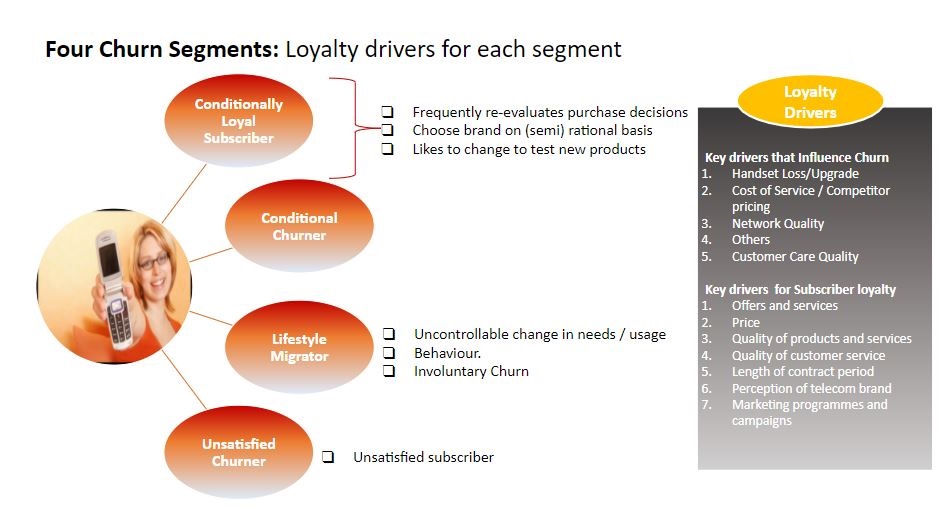 Four Churn Segments: Loyalty drivers for each segment
Conditionally
Loyal
Subscriber
❑ Frequently re-evaluates purchase decisions
❑ Choose brand on (semi) rational basis
❑ Likes to change to test new products
Conditional
Churner
Lifestyle
Migrator
❑ Uncontrollable change in needs / usage
❑ Behaviour.
❑ Involuntary Churn
Unsatisfied
Churner
❑ Unsatisfied subscriber
Loyalty
Drivers
Key drivers that Influence Churn
1. Handset Loss/Upgrade
2. Cost of Service / Competitor
pricing
3. Network Quality
4. Others
5. Customer Care Quality
Key drivers for Subscriber loyalty
1. Offers and services
2. Price
3. Quality of products and services
4. Quality of customer service
5. Length of contract period
6. Perception of telecom brand
7. Marketing programmes and
campaigns